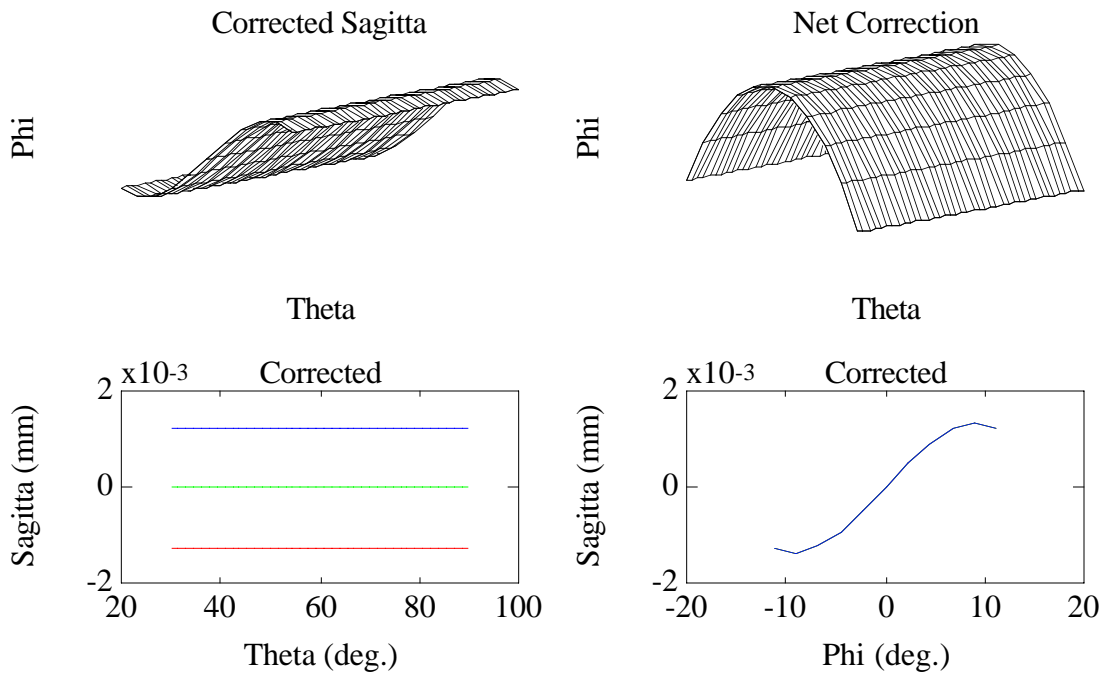 Corrected Sagitta
Phi
Theta
Net Correction
Phi
Theta
x10-3 Corrected
2
0
-2
Sagitta (mm)
20 40 60 80 100
Theta (deg.)
x10-3 Corrected
2
0
-2
Sagitta (mm)
-20 -10 0 10 20
Phi (deg.)